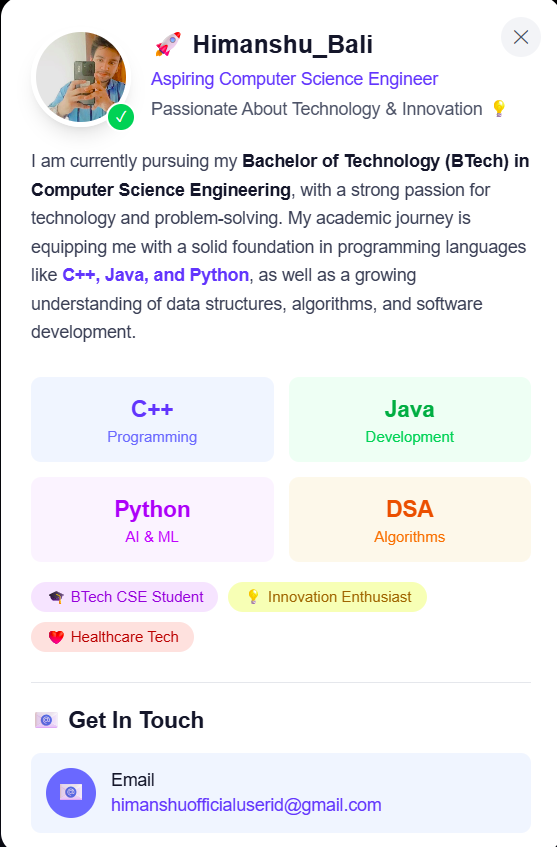 🚀 Himanshu_Bali
Aspiring Computer Science Engineer
Passionate About Technology & Innovation 💡
I am currently pursuing my Bachelor of Technology (BTech) in
Computer Science Engineering, with a strong passion for
technology and problem-solving. My academic journey is
equipping me with a solid foundation in programming languages
like C++, Java, and Python, as well as a growing
understanding of data structures, algorithms, and software
development.
C++
Programming
Java
Development
Python
AI & ML
DSA
Algorithms
🎓 BTech CSE Student
💡 Innovation Enthusiast
❤️ Healthcare Tech
Get In Touch
Email
himanshuofficialuserid@gmail.com